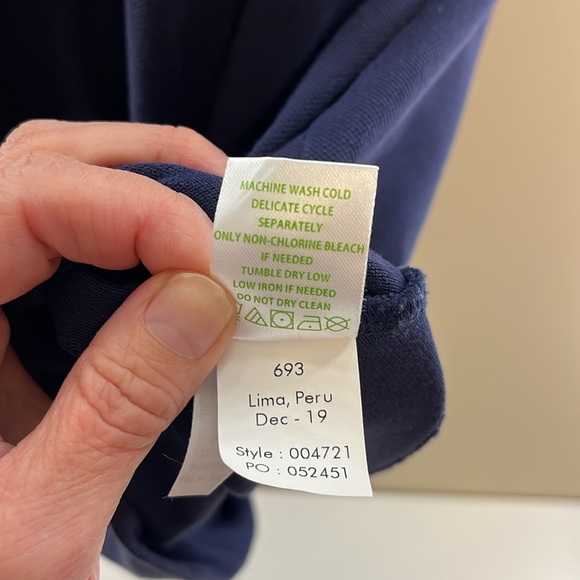 MACHINE WASH COLD
DELICATE CYCLE
SEPARATELY
ONLY NON-CHLORINE BLEACH
IF NEEDED
TUMBLE DRY LOW
LOW IRON IF NEEDED
DO NOT DRY CLEAN
693
Lima, Peru
Dec - 19
Style : 004721
PO : 052451